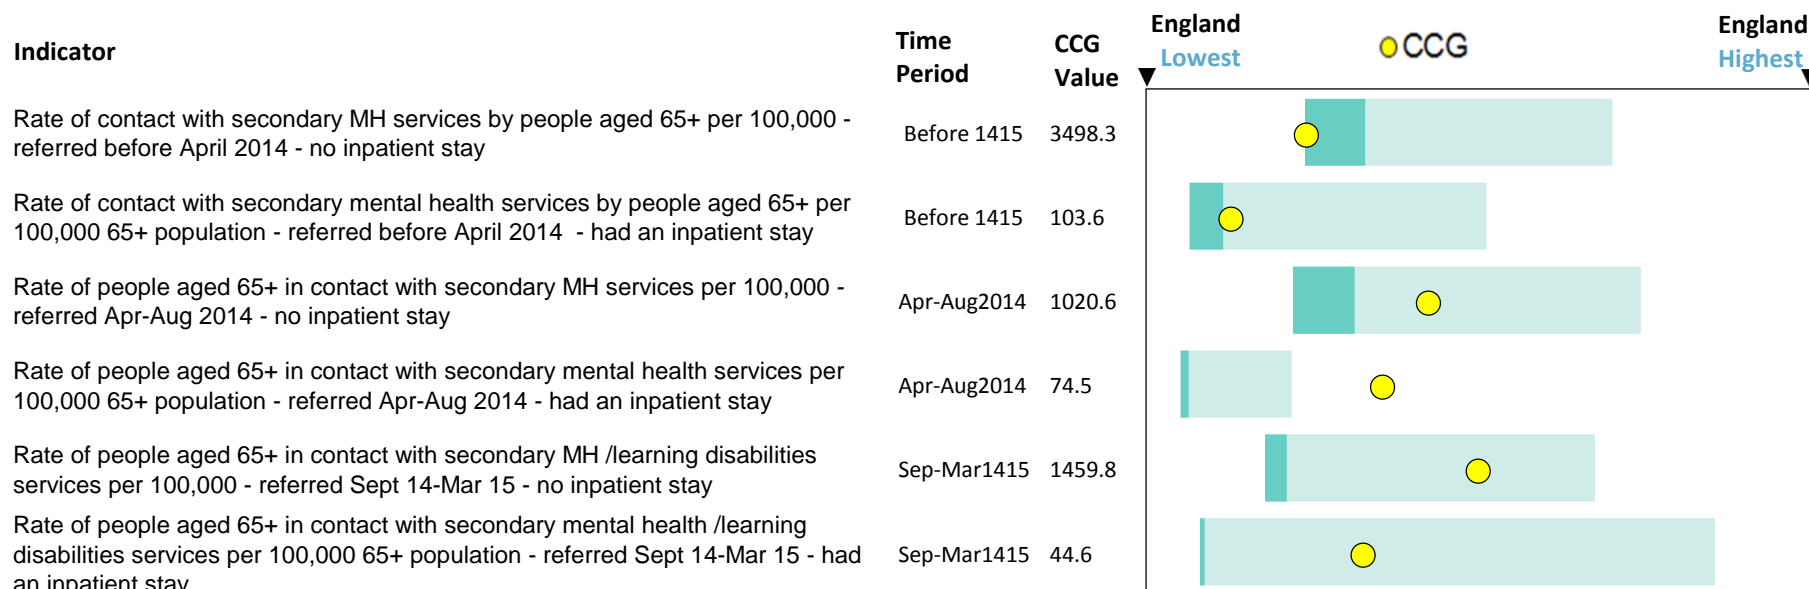 Indicator
Time Period
CCG Value
England Lowest
CCG
England Highest
Rate of contact with secondary MH services by people aged 65+ per 100,000 -
referred before April 2014 - no inpatient stay
Before 1415 3498.3
Rate of contact with secondary mental health services by people aged 65+ per
100,000 65+ population - referred before April 2014 - had an inpatient stay
Before 1415 103.6
Rate of people aged 65+ in contact with secondary MH services per 100,000 -
referred Apr-Aug 2014 - no inpatient stay
Apr-Aug2014 1020.6
Rate of people aged 65+ in contact with secondary mental health services per
100,000 65+ population - referred Apr-Aug 2014 - had an inpatient stay
Apr-Aug2014 74.5
Rate of people aged 65+ in contact with secondary MH /learning disabilities
services per 100,000 - referred Sept 14-Mar 15 - no inpatient stay
Sep-Mar1415 1459.8
Rate of people aged 65+ in contact with secondary mental health /learning
disabilities services per 100,000 65+ population - referred Sept 14-Mar 15 - had
an inpatient stay
Sep-Mar1415 44.6